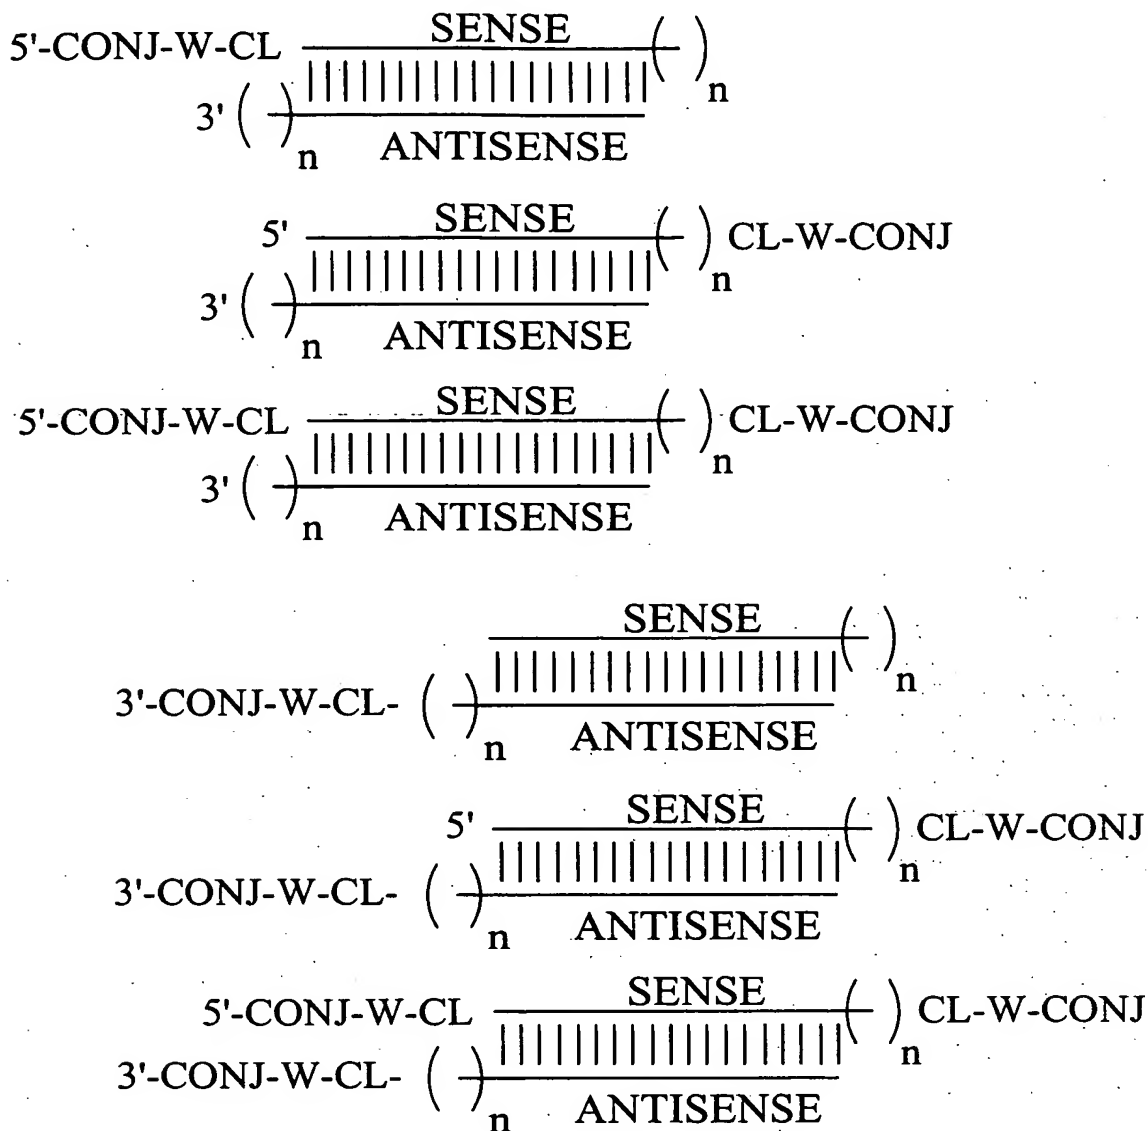 SENSE
5'-CONJ-W-CL ( )n
3' ( )n ANTISENSE
SENSE
5' ( )n CL-W-CONJ
3' ( )n ANTISENSE
SENSE
5'-CONJ-W-CL ( )n CL-W-CONJ
3' ( )n ANTISENSE
SENSE
( )n
3'-CONJ-W-CL- ( )n ANTISENSE
SENSE
5' ( )n CL-W-CONJ
3'-CONJ-W-CL- ( )n ANTISENSE
SENSE
5'-CONJ-W-CL ( )n CL-W-CONJ
3'-CONJ-W-CL- ( )n ANTISENSE